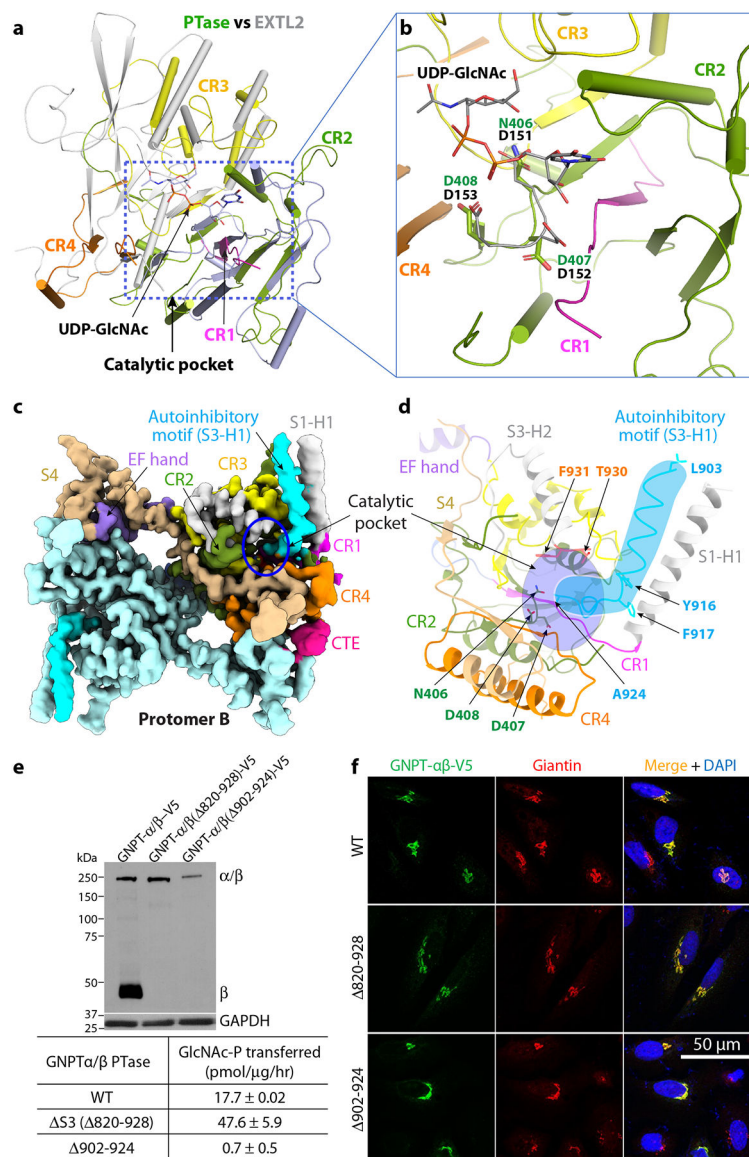 a
PTase vs EXTL2
CR3
CR2
CR4
UDP-GlcNAc
CR1
Catalytic pocket
b
CR3
CR2
UDP-GlcNAc
N406
D151
D408
D153
CR4
D407
D152
CR1
c
Autoinhibitory
motif (S3-H1)
S1-H1
EF hand
CR3
S4
CR2
Catalytic
pocket
CR1
CR4
CTE
Protomer B
d
Autoinhibitory
motif (S3-H1)
S3-H2
EF hand
F931
T930
L903
S4
S1-H1
Y916
F917
CR2
CR1
N406
A924
D408
D407
CR4
e
GNPT-α/β–V5
GNPT-α/β(Δ820-928)-V5
GNPT-α/β(Δ902-924)-V5
kDa
250
α/β
150
100
75
50
β
37
25
GAPDH
GNPTα/β PTase
GlcNAc-P transferred
(pmol/μg/hr)
WT
17.7 ± 0.02
ΔS3 (Δ820-928)
47.6 ± 5.9
Δ902-924
0.7 ± 0.5
f
GNPT-αβ-V5
Giantin
Merge + DAPI
WT
Δ820-928
Δ902-924
50 μm